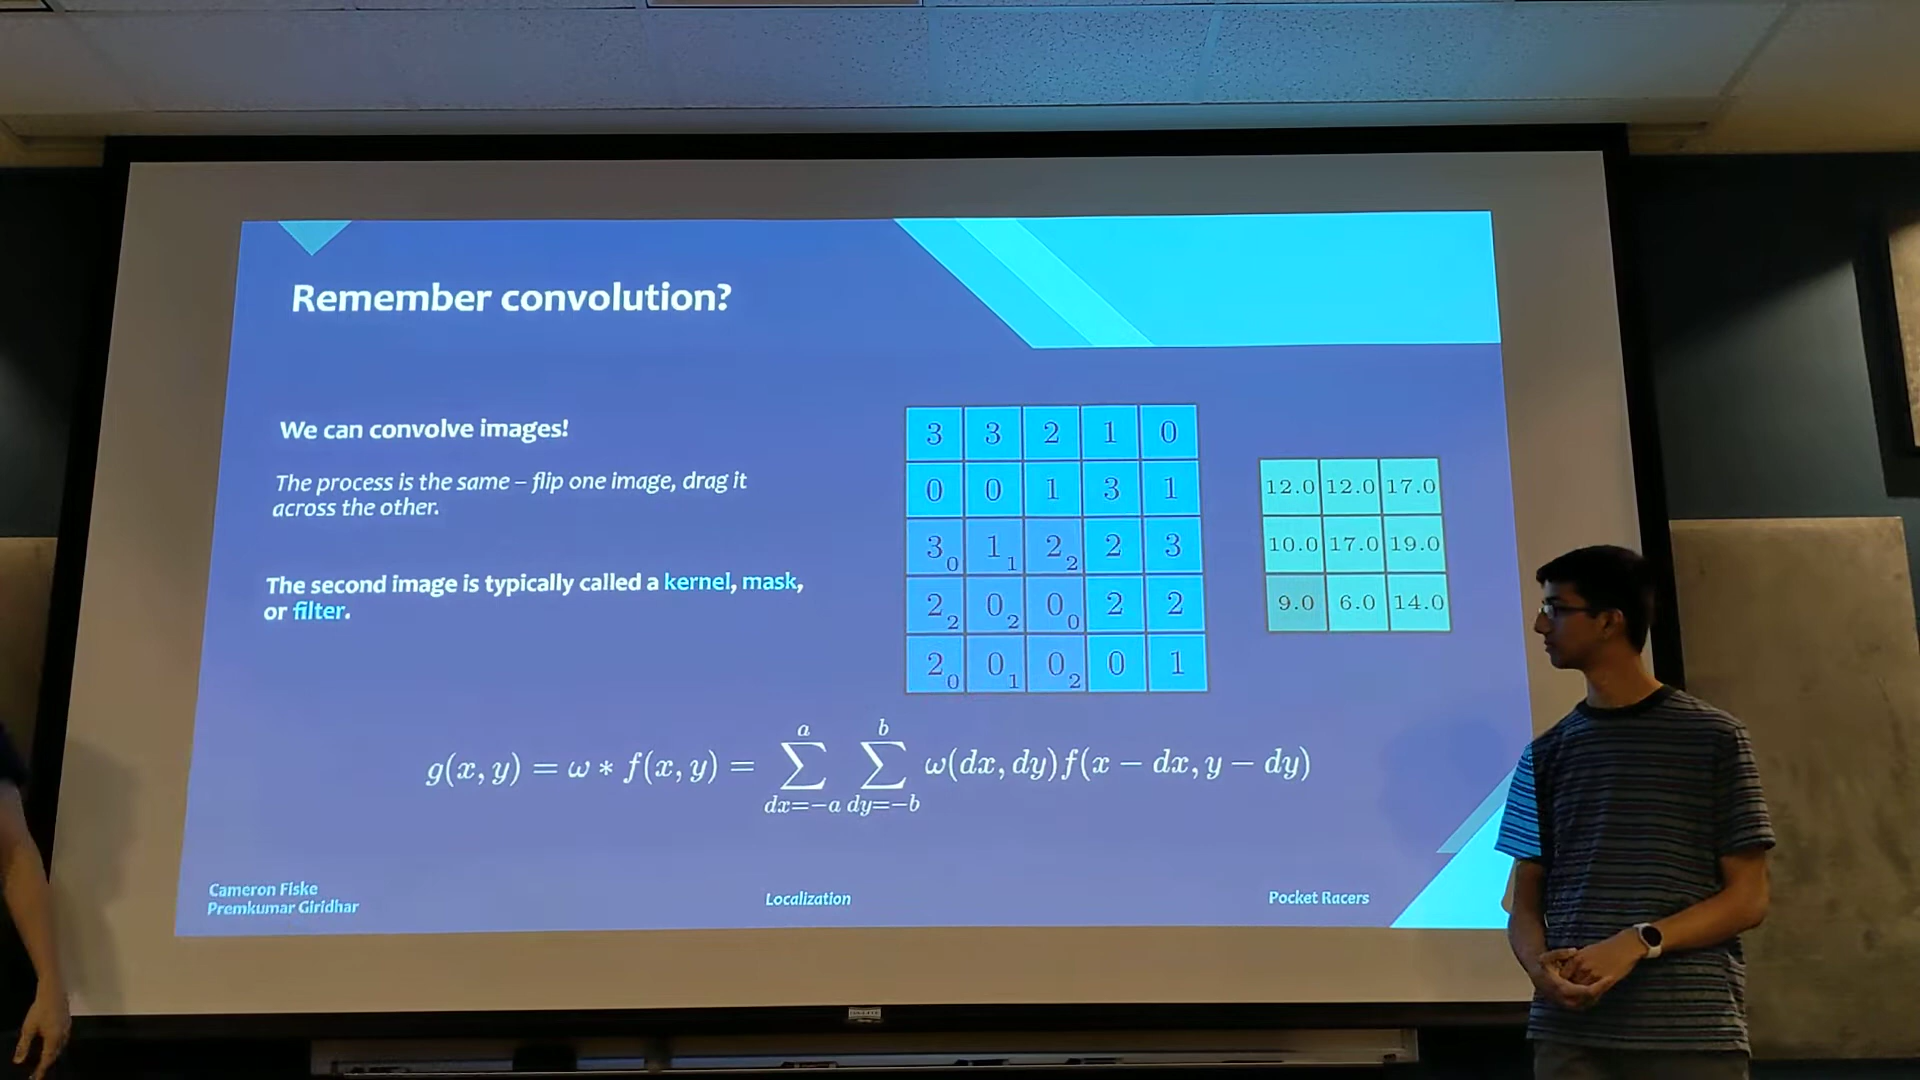 Remember convolution?
We can convolve images!
The process is the same – flip one image, drag it
across the other.
The second image is typically called a kernel, mask,
or filter.
3 3 2 1 0
0 0 1 3 1
3 0 1 1 2 2 2 3
2 2 0 2 0 0 2 2
2 0 0 1 0 2 0 1
12.0 12.0 17.0
10.0 17.0 19.0
9.0 6.0 14.0
g(x, y) = ω ∗ f(x, y) = ∑_{dx=−a}^{a} ∑_{dy=−b}^{b} ω(dx, dy) f(x − dx, y − dy)
Cameron Fiske
Premkumar Giridhar
Localization
Pocket Racers